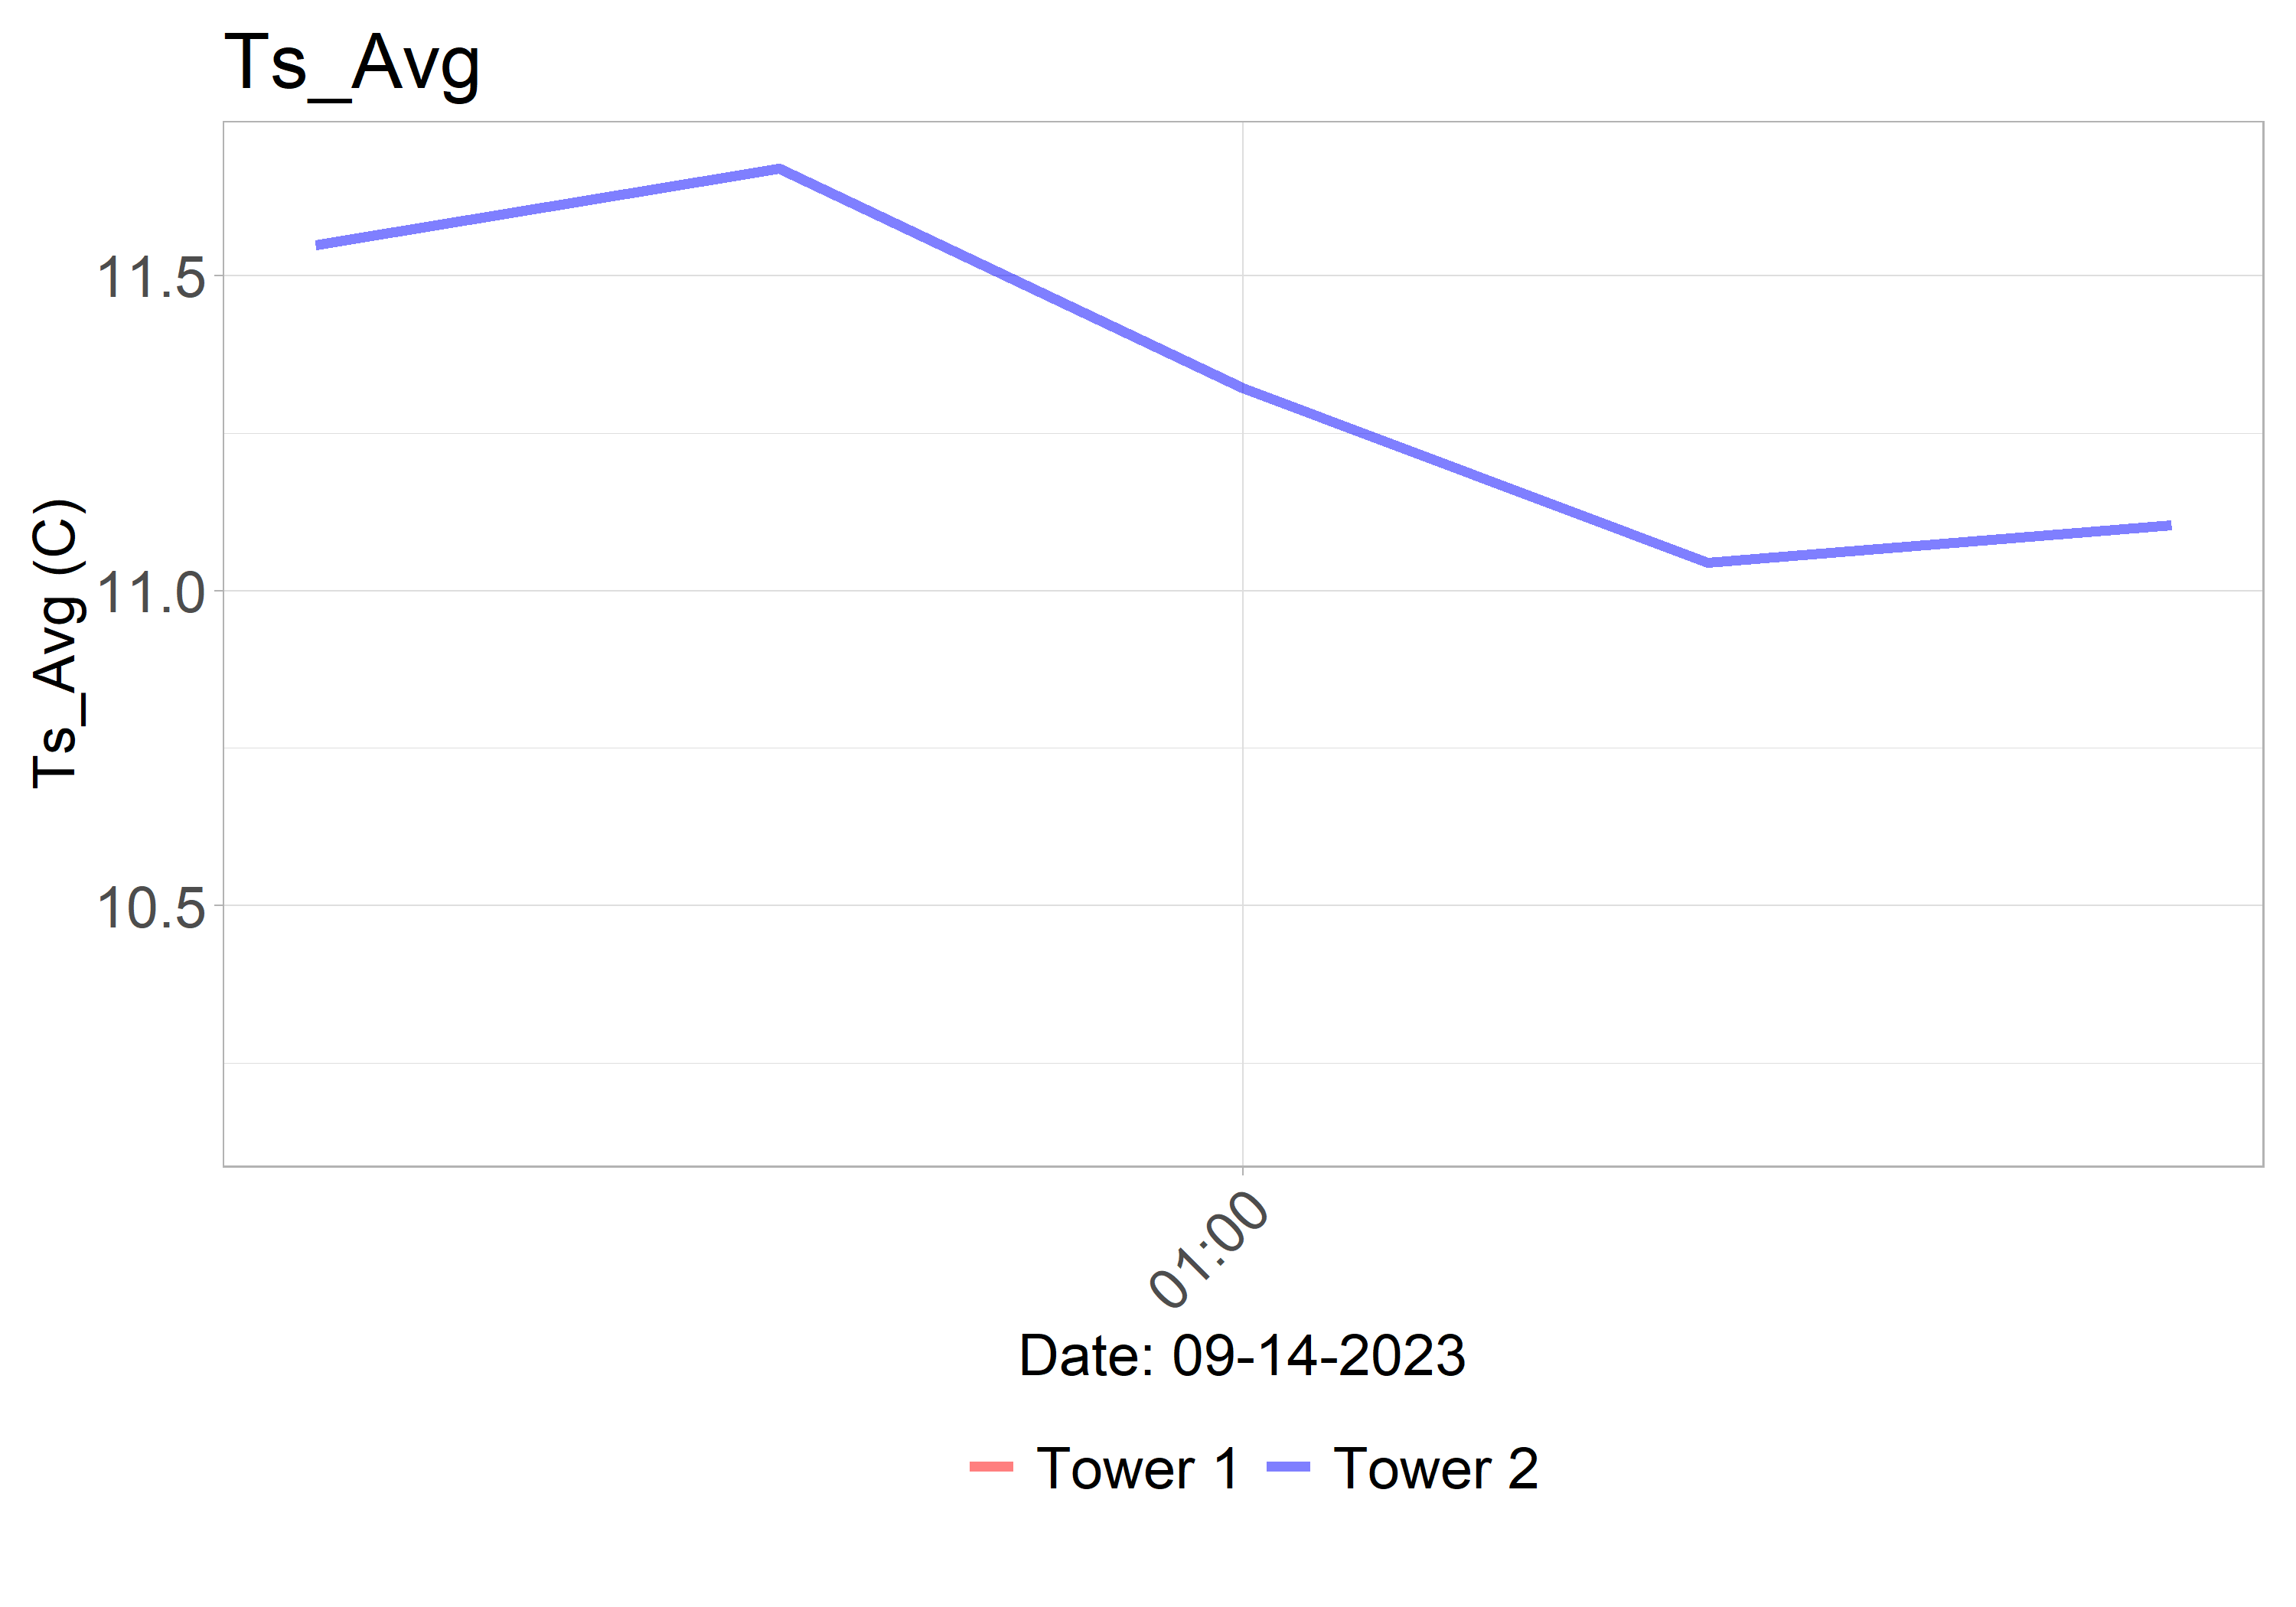 Ts_Avg
Ts_Avg (C)
11.5
11.0
10.5
01:00
Date: 09-14-2023
Tower 1 Tower 2